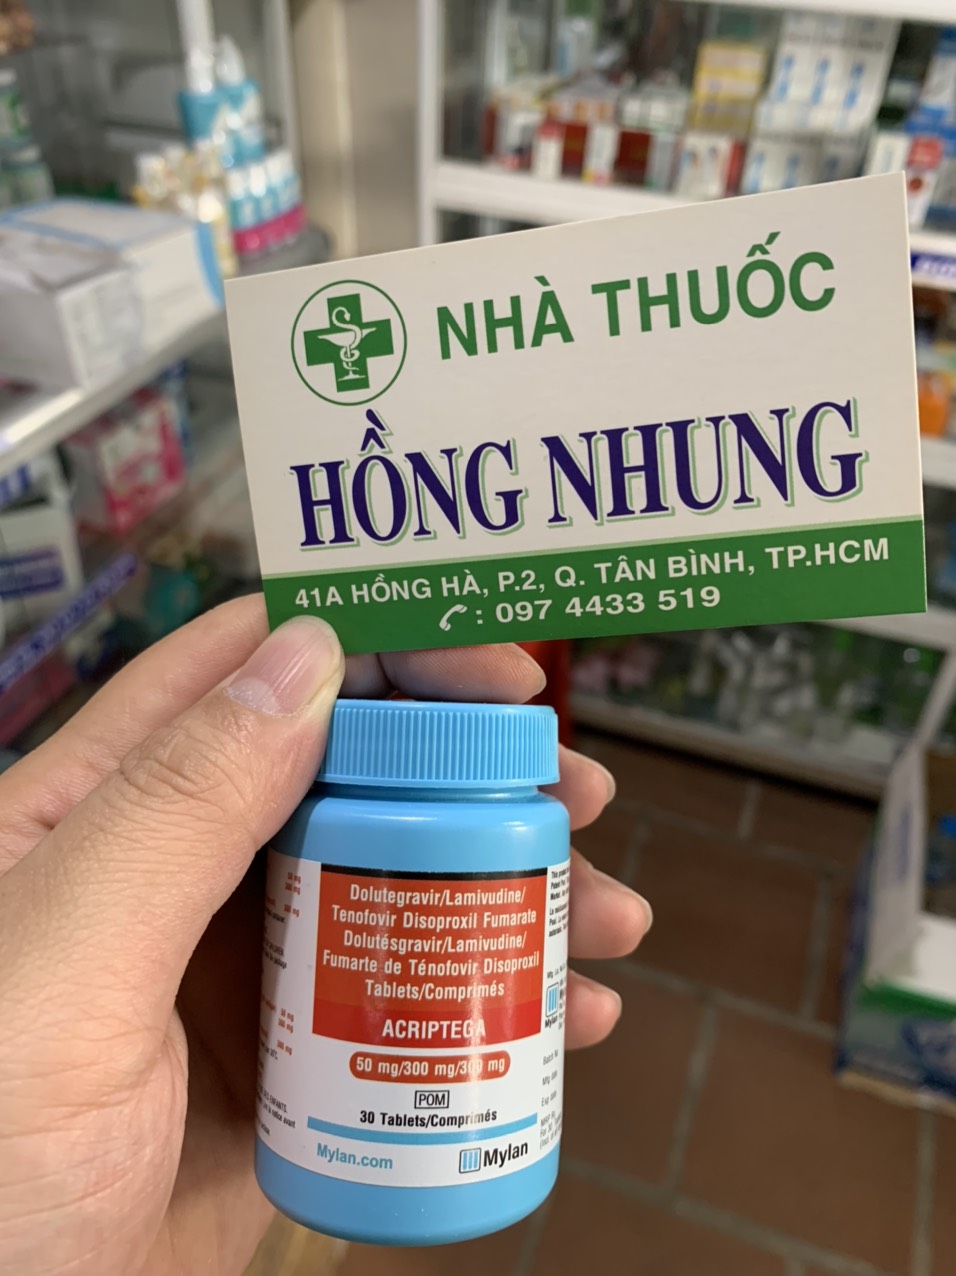 NHÀ THUỐC
HỒNG NHUNG
41A HỒNG HÀ, P.2, Q. TÂN BÌNH, TP.HCM
: 097 4433 519
Dolutegravir/Lamivudine/
Tenofovir Disoproxil Fumarate
Dolutésgravir/Lamivudine/
Fumarte de Ténofovir Disoproxil
Tablets/Comprimés
ACRIPTEGA
50 mg/300 mg/300 mg
POM
30 Tablets/Comprimés
Mylan.com
Mylan
Mylan